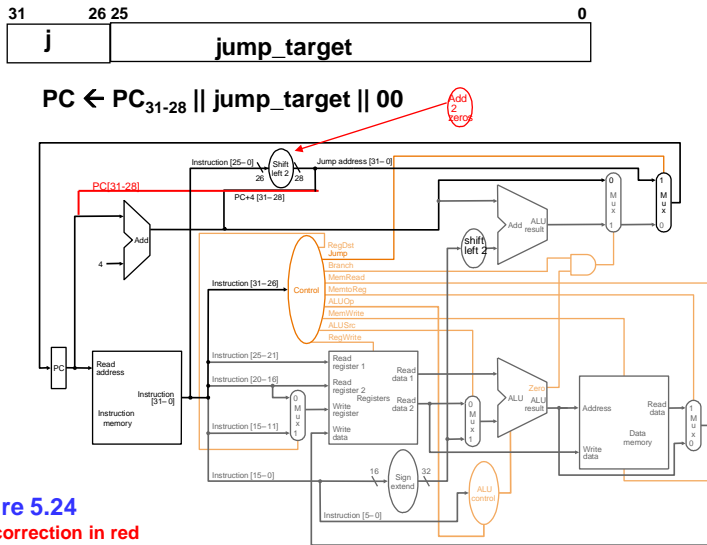 31 26 25 0
j jump_target
PC ← PC31-28 || jump_target || 00
Add
2
zeros
Instruction [25–0]
26
Shift
left 2
28
Jump address [31–0]
PC[31-28]
PC+4 [31–28]
Add
4
0
M
u
x
1
1
M
u
x
0
Add
ALU
result
shift
left 2
RegDst
Jump
Branch
MemRead
MemtoReg
ALUOp
MemWrite
ALUSrc
RegWrite
Instruction [31–26]
Control
PC
Read
address
Instruction
[31–0]
Instruction
memory
Instruction [25–21]
Instruction [20–16]
Instruction [15–11]
0
M
u
x
1
Read
register 1
Read
register 2
Write
register
Write
data
Registers
Read
data 1
Read
data 2
0
M
u
x
1
Zero
ALU
ALU
result
Address
Read
data
Data
memory
Write
data
1
M
u
x
0
Instruction [15–0]
16
Sign
extend
32
Instruction [5–0]
ALU
control
re 5.24
correction in red